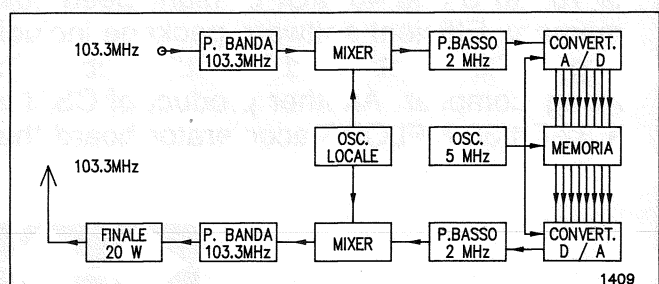 103.3MHz
P. BANDA
103.3MHz
MIXER
P.BASSO
2 MHz
CONVERT.
A / D
OSC.
LOCALE
OSC.
5 MHz
MEMORIA
103.3MHz
FINALE
20 W
P. BANDA
103.3MHz
MIXER
P.BASSO
2 MHz
CONVERT.
D / A
1409